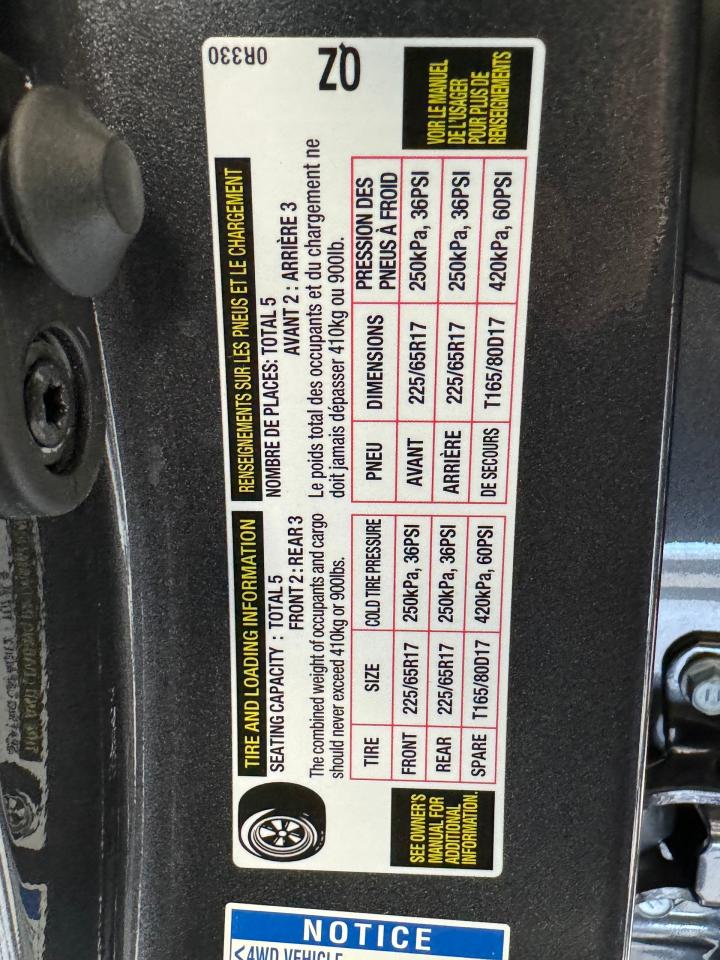 TIRE AND LOADING INFORMATION
SEATING CAPACITY : TOTAL 5
FRONT 2 : REAR 3
The combined weight of occupants and cargo
should never exceed 410kg or 900lbs.
TIRE SIZE COLD TIRE PRESSURE
FRONT 225/65R17 250kPa, 36PSI
REAR 225/65R17 250kPa, 36PSI
SPARE T165/80D17 420kPa, 60PSI
SEE OWNER'S
MANUAL FOR
ADDITIONAL
INFORMATION.
RENSEIGNEMENTS SUR LES PNEUS ET LE CHARGEMENT
NOMBRE DE PLACES: TOTAL 5
AVANT 2 : ARRIÈRE 3
Le poids total des occupants et du chargement ne
doit jamais dépasser 410kg ou 900lb.
PNEU DIMENSIONS PRESSION DES
PNEUS À FROID
AVANT 225/65R17 250kPa, 36PSI
ARRIÈRE 225/65R17 250kPa, 36PSI
DE SECOURS T165/80D17 420kPa, 60PSI
0R330
QZ
VOIR LE MANUEL
DE L'USAGER
POUR PLUS DE
RENSEIGNEMENTS
NOTICE
<4WD VEHICLE